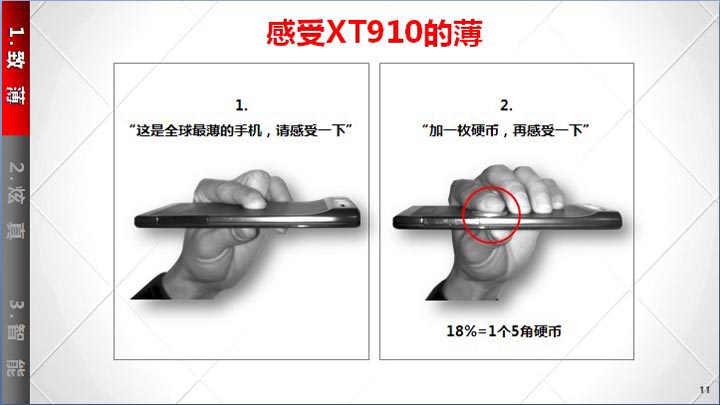 感受XT910的薄
1.致 薄
2.炫 真
3.智 能
1.
“这是全球最薄的手机，请感受一下”
2.
“加一枚硬币，再感受一下”
18%=1个5角硬币
11